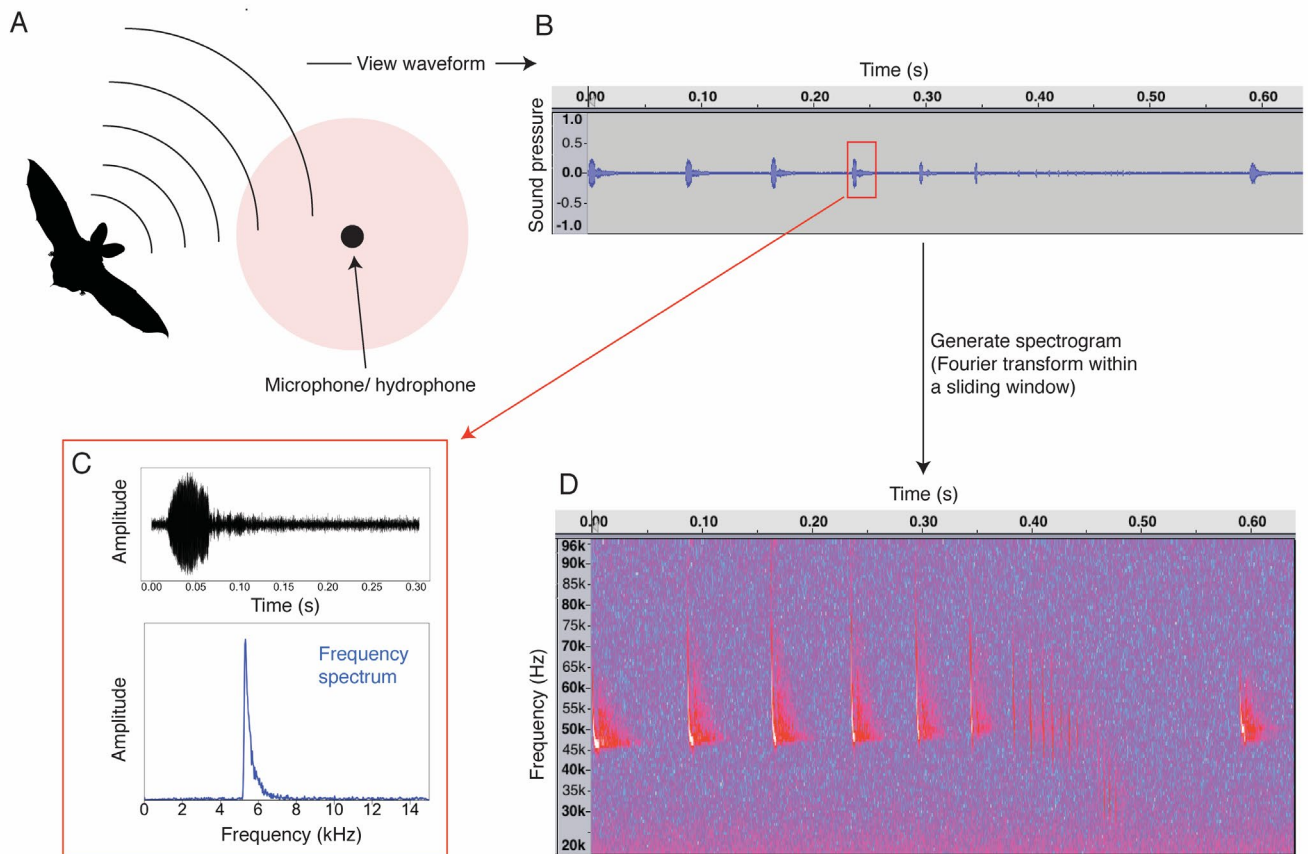 A
View waveform
Microphone/ hydrophone
B
Time (s)
0.00 0.10 0.20 0.30 0.40 0.50 0.60
Sound pressure
1.0
0.5-
0.0-
-0.5-
-1.0
Generate spectrogram
(Fourier transform within
a sliding window)
C
Amplitude
0.00 0.05 0.10 0.15 0.20 0.25 0.30
Time (s)
Frequency
spectrum
Amplitude
0 2 4 6 8 10 12 14
Frequency (kHz)
D
Time (s)
0.00 0.10 0.20 0.30 0.40 0.50 0.60
Frequency (Hz)
96k
90k-
85k-
80k-
75k-
70k-
65k-
60k-
55k-
50k-
45k-
40k-
35k-
30k-
20k